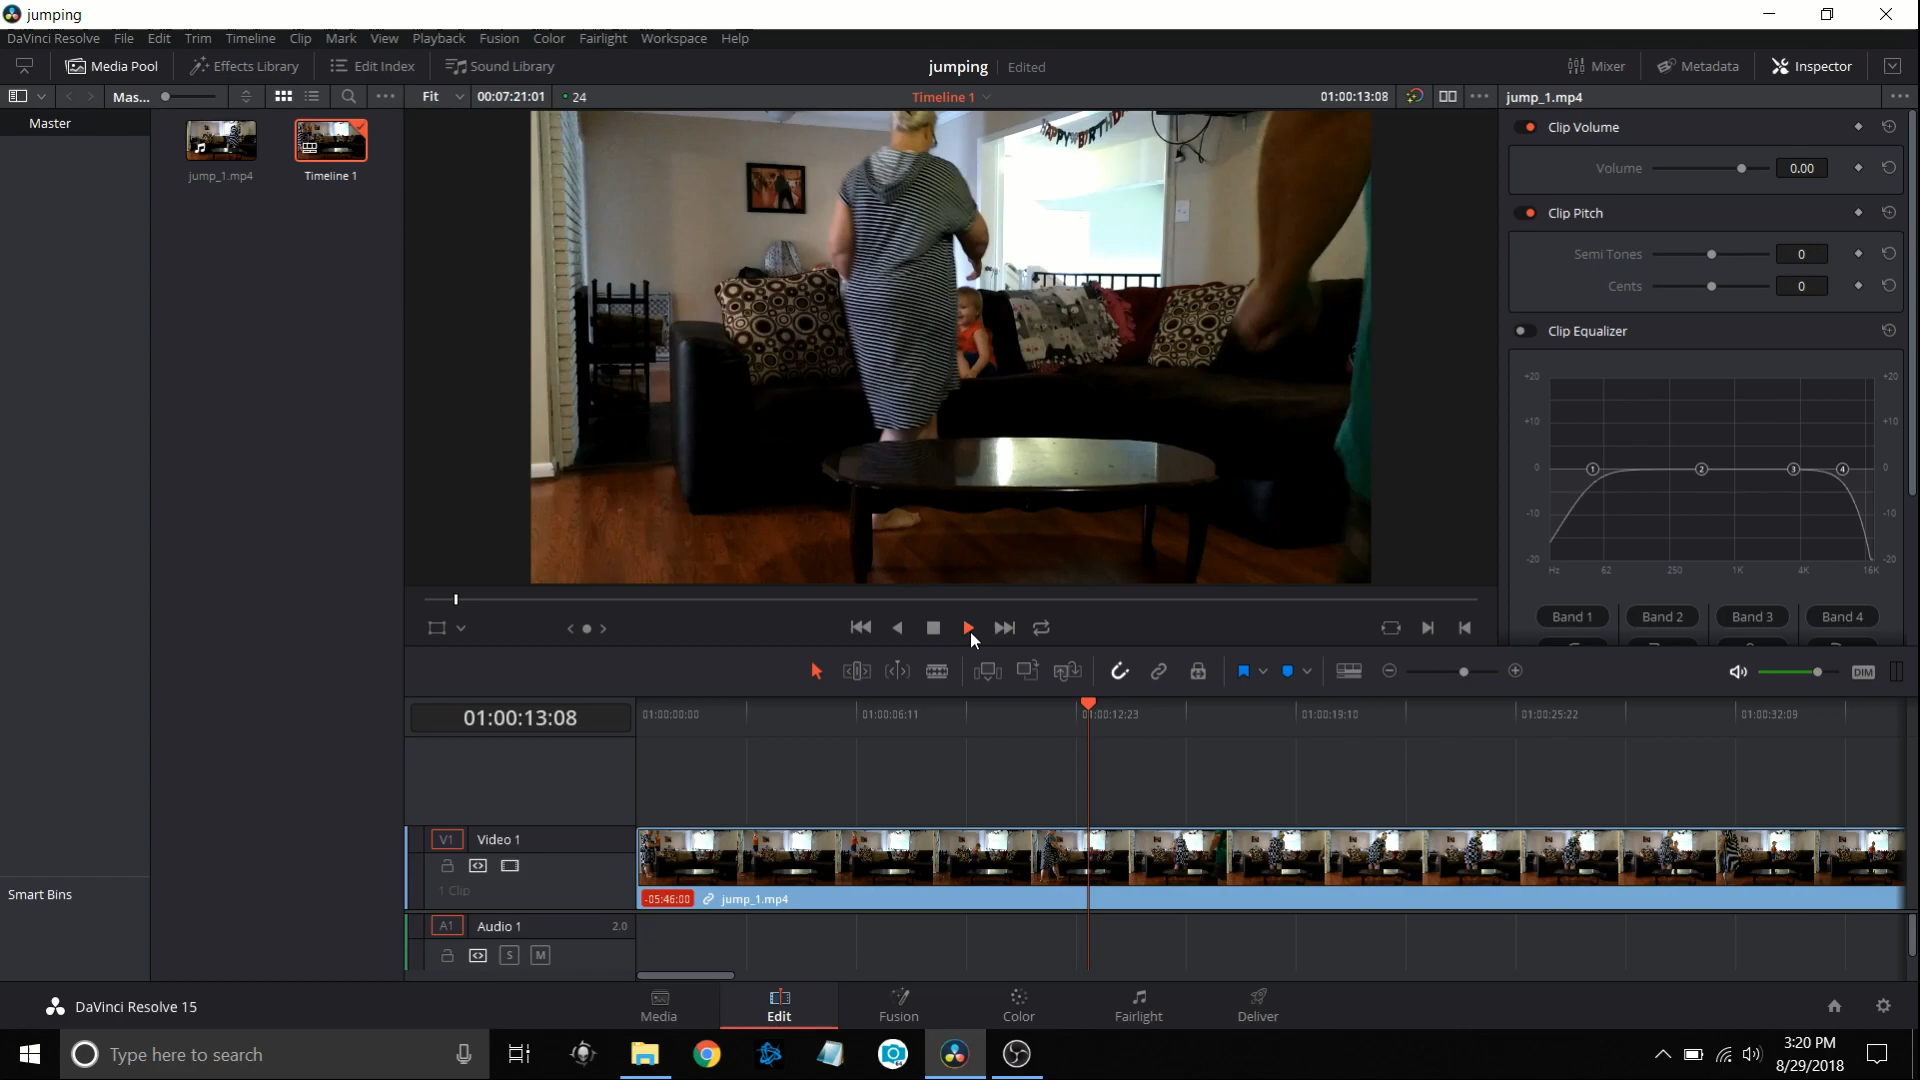 jumping
DaVinci Resolve File Edit Trim Timeline Clip Mark View Playback Fusion Color Fairlight Workspace Help
Media Pool Effects Library Edit Index Sound Library jumping Edited Mixer Metadata Inspector
Mas... Fit 00:07:21:01 24 Timeline 1 01:00:13:08 jump_1.mp4
Master
jump_1.mp4 Timeline 1
HAPPY BIRTHD
Clip Volume
Volume 0.00
Clip Pitch
Semi Tones 0
Cents 0
Clip Equalizer
+20 +20
+10 +10
0 1 2 3 4 0
-10 -10
-20 -20
Hz 62 250 1K 4K 16K
Band 1 Band 2 Band 3 Band 4
DIM
01:00:13:08 01:00:00:00 01:00:06:11 01:00:12:23 01:00:19:10 01:00:25:22 01:00:32:09
V1 Video 1
1 Clip
-05:46:00 jump_1.mp4
Smart Bins
A1 Audio 1 2.0
S M
DaVinci Resolve 15 Media Edit Fusion Color Fairlight Deliver
Type here to search
3:20 PM
8/29/2018